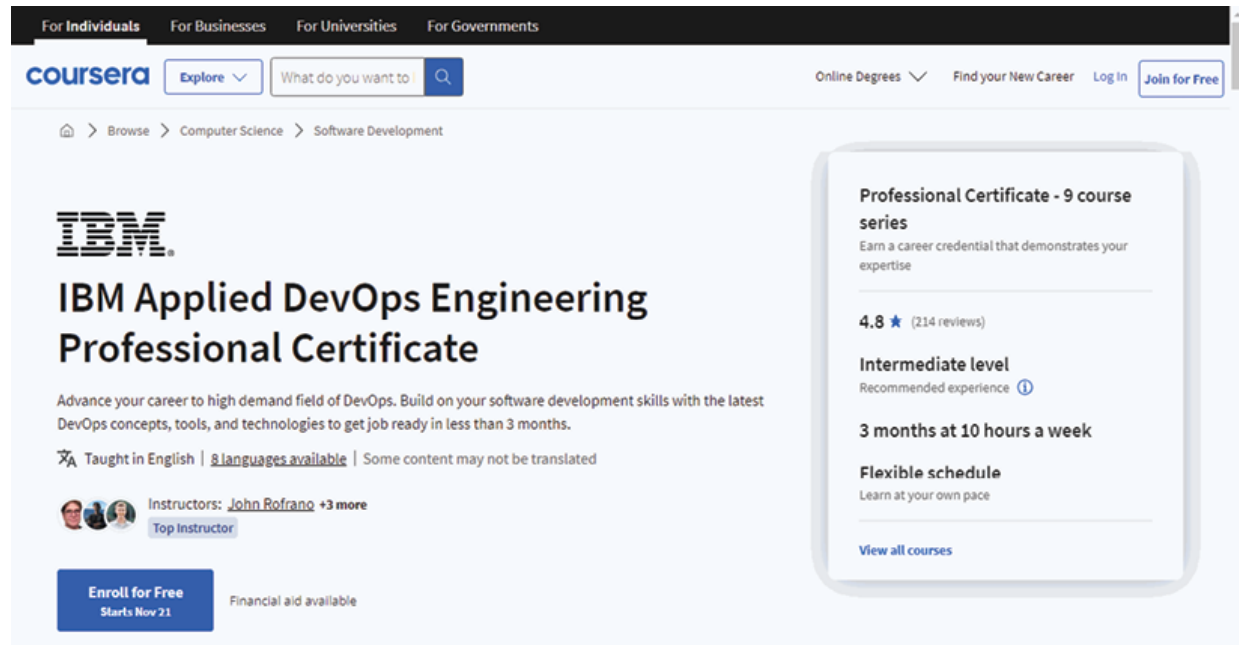 For Individuals For Businesses For Universities For Governments
coursera Explore What do you want to Online Degrees Find your New Career Log In Join for Free
Browse Computer Science Software Development
IBM.
IBM Applied DevOps Engineering
Professional Certificate
Advance your career to high demand field of DevOps. Build on your software development skills with the latest
DevOps concepts, tools, and technologies to get job ready in less than 3 months.
Taught in English | 8 languages available | Some content may not be translated
Instructors: John Rofrano +3 more
Top Instructor
Enroll for Free
Starts Nov 21
Financial aid available
Professional Certificate - 9 course
series
Earn a career credential that demonstrates your
expertise
4.8 ★ (214 reviews)
Intermediate level
Recommended experience
3 months at 10 hours a week
Flexible schedule
Learn at your own pace
View all courses